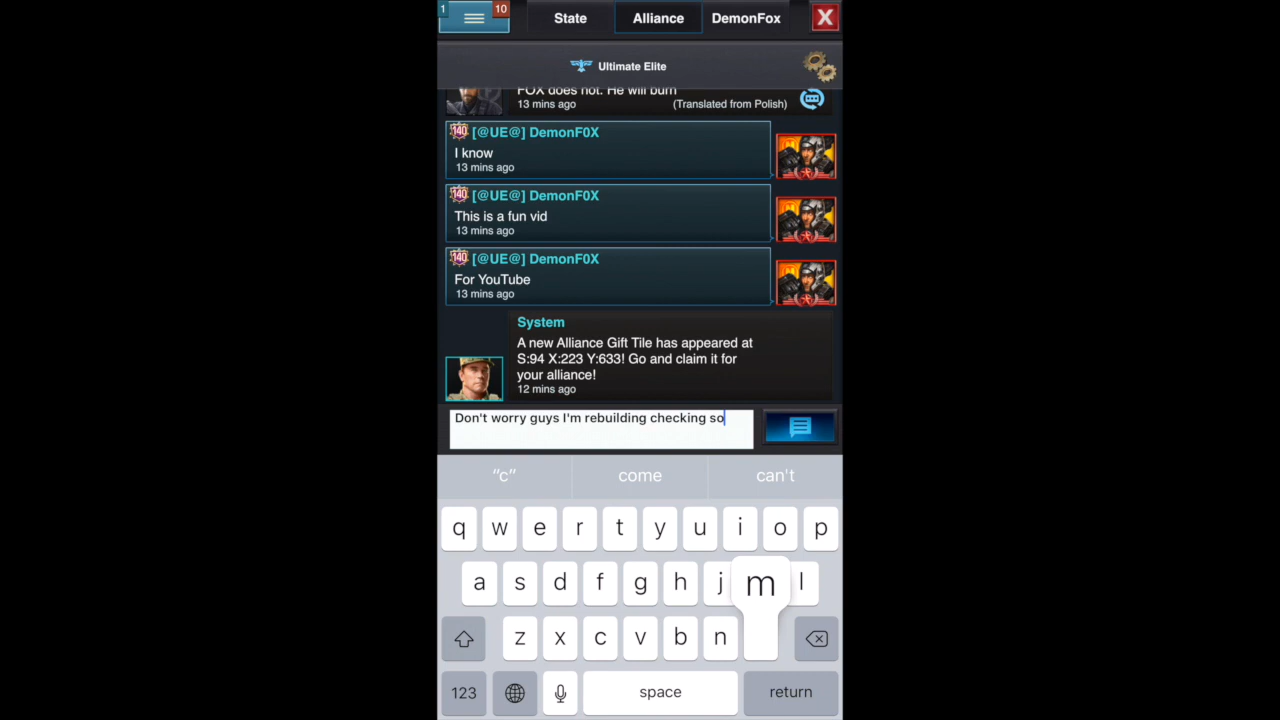 1
10
State
Alliance
DemonFox
X
Ultimate Elite
FOX does not. He will burn
13 mins ago
(Translated from Polish)
140 [@UE@] DemonF0X
I know
13 mins ago
140 [@UE@] DemonF0X
This is a fun vid
13 mins ago
140 [@UE@] DemonF0X
For YouTube
13 mins ago
System
A new Alliance Gift Tile has appeared at
S:94 X:223 Y:633! Go and claim it for
your alliance!
12 mins ago
Don't worry guys I'm rebuilding checking so
“c”
come
can't
q w e r t y u i o p
a s d f g h j m l
z x c v b n
123
space
return